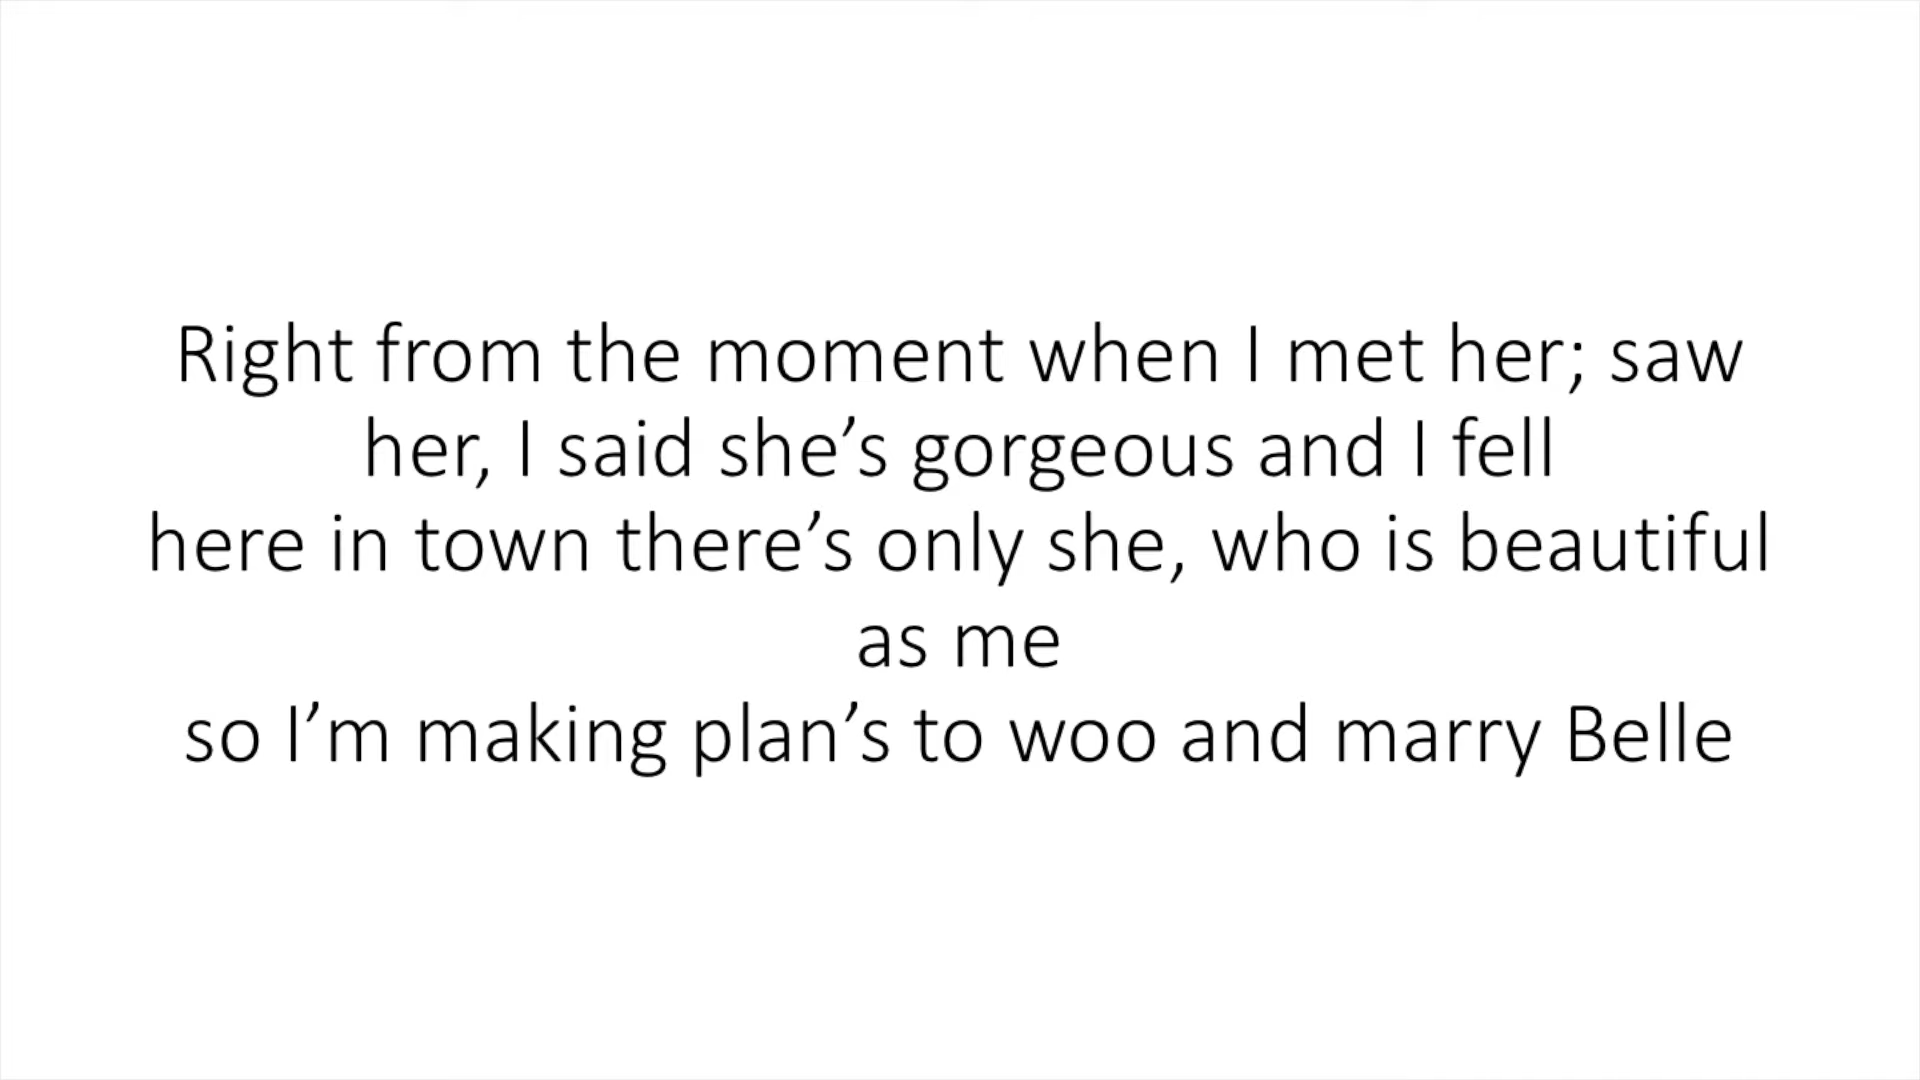 Right from the moment when I met her; saw
her, I said she’s gorgeous and I fell
here in town there’s only she, who is beautiful
as me
so I’m making plan’s to woo and marry Belle